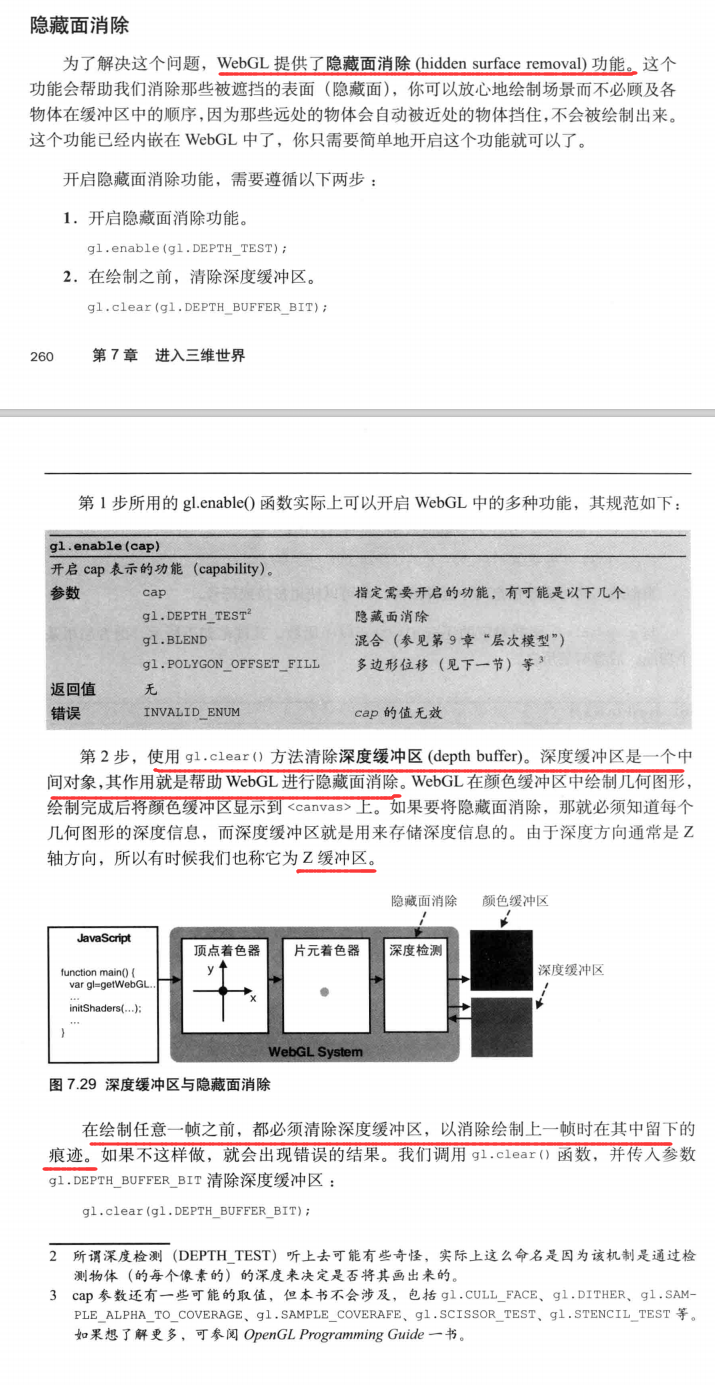 隐藏面消除
为了解决这个问题，WebGL 提供了隐藏面消除 (hidden surface removal) 功能。这个
功能会帮助我们消除那些被遮挡的表面（隐藏面），你可以放心地绘制场景而不必顾及各
物体在缓冲区中的顺序，因为那些远处的物体会自动被近处的物体挡住，不会被绘制出来。
这个功能已经内嵌在 WebGL 中了，你只需要简单地开启这个功能就可以了。
开启隐藏面消除功能，需要遵循以下两步：
1．开启隐藏面消除功能。
gl.enable(gl.DEPTH_TEST);
2．在绘制之前，清除深度缓冲区。
gl.clear(gl.DEPTH_BUFFER_BIT);
260 第 7 章 进入三维世界
第 1 步所用的 gl.enable() 函数实际上可以开启 WebGL 中的多种功能，其规范如下：
gl.enable(cap)
开启 cap 表示的功能（capability）。
参数 cap 指定需要开启的功能，有可能是以下几个
gl.DEPTH_TEST² 隐藏面消除
gl.BLEND 混合（参见第 9 章“层次模型”）
gl.POLYGON_OFFSET_FILL 多边形位移（见下一节）等³
返回值 无
错误 INVALID_ENUM cap 的值无效
第 2 步，使用 gl.clear() 方法清除深度缓冲区 (depth buffer)。深度缓冲区是一个中
间对象，其作用就是帮助 WebGL 进行隐藏面消除。WebGL 在颜色缓冲区中绘制几何图形，
绘制完成后将颜色缓冲区显示到 <canvas> 上。如果要将隐藏面消除，那就必须知道每个
几何图形的深度信息，而深度缓冲区就是用来存储深度信息的。由于深度方向通常是 Z
轴方向，所以有时候我们也称它为 Z 缓冲区。
隐藏面消除 颜色缓冲区
JavaScript
function main() {
var gl=getWebGL..
...
initShaders(...);
...
}
顶点着色器
y
x
片元着色器
深度检测
深度缓冲区
WebGL System
图 7.29 深度缓冲区与隐藏面消除
在绘制任意一帧之前，都必须清除深度缓冲区，以消除绘制上一帧时在其中留下的
痕迹。如果不这样做，就会出现错误的结果。我们调用 gl.clear() 函数，并传入参数
gl.DEPTH_BUFFER_BIT 清除深度缓冲区：
gl.clear(gl.DEPTH_BUFFER_BIT);
2 所谓深度检测（DEPTH_TEST）听上去可能有些奇怪，实际上这么命名是因为该机制是通过检
测物体（的每个像素的）的深度来决定是否将其画出来的。
3 cap 参数还有一些可能的取值，但本书不会涉及，包括 gl.CULL_FACE、gl.DITHER、gl.SAM-
PLE_ALPHA_TO_COVERAGE、gl.SAMPLE_COVERAFE、gl.SCISSOR_TEST、gl.STENCIL_TEST 等。
如果想了解更多，可参阅 OpenGL Programming Guide 一书。